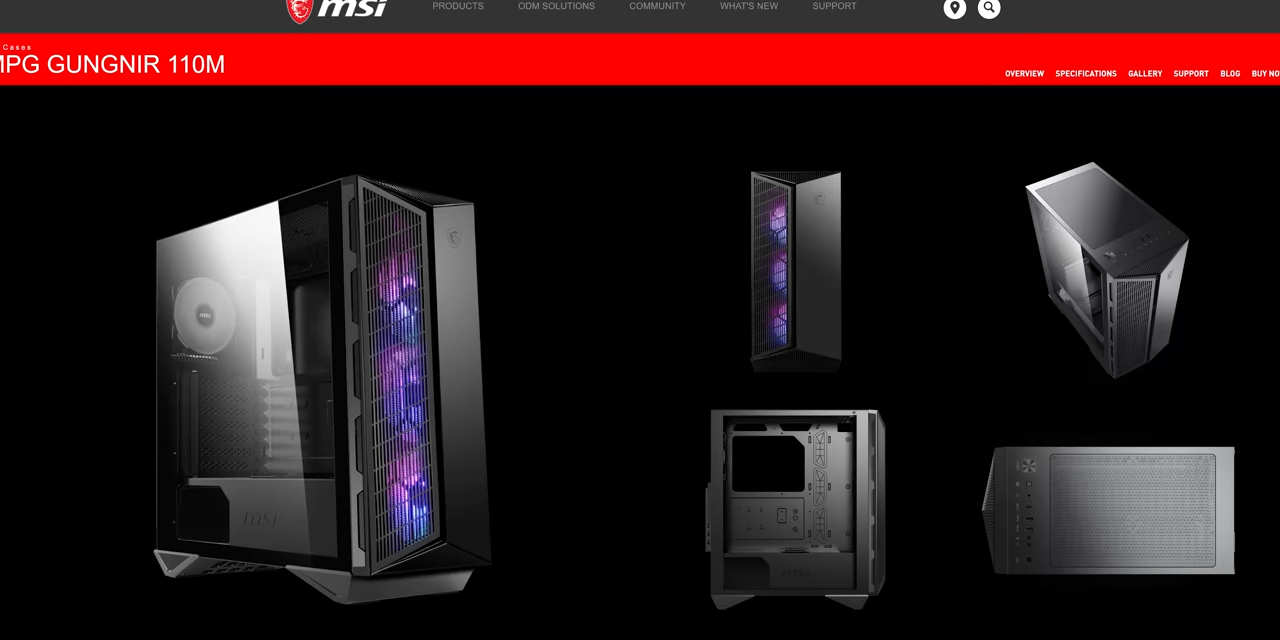 msi
PRODUCTS
ODM SOLUTIONS
COMMUNITY
WHAT'S NEW
SUPPORT
Cases
MPG GUNGNIR 110M
OVERVIEW
SPECIFICATIONS
GALLERY
SUPPORT
BLOG
BUY NO
msi
msi